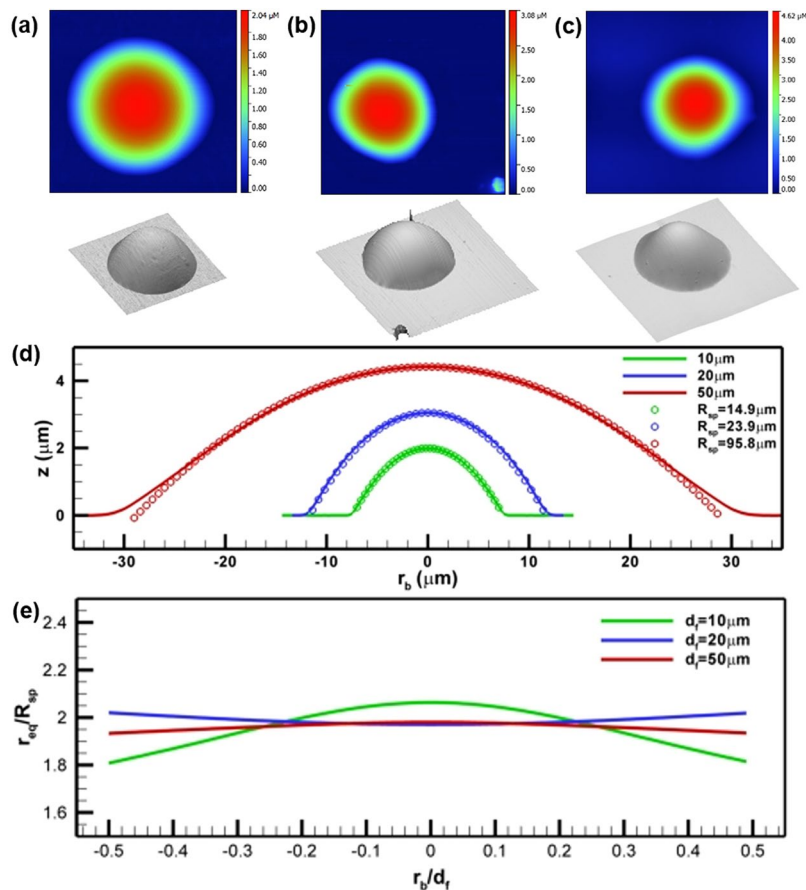 (a)
2.04 μM
1.80
1.60
1.40
1.20
1.00
0.80
0.60
0.40
0.20
0.00
(b)
3.08 μM
2.50
2.00
1.50
1.00
0.50
0.00
(c)
4.62 μM
4.00
3.50
3.00
2.50
2.00
1.50
1.00
0.50
0.00
(d)
z (μm)
4
2
0
10μm
20μm
50μm
R_sp=14.9μm
R_sp=23.9μm
R_sp=95.8μm
-30 -20 -10 0 10 20 30
r_b (μm)
(e)
r_eq/R_sp
2.4
2.2
2
1.8
1.6
d_f=10μm
d_f=20μm
d_f=50μm
-0.5 -0.4 -0.3 -0.2 -0.1 0 0.1 0.2 0.3 0.4 0.5
r_b/d_f